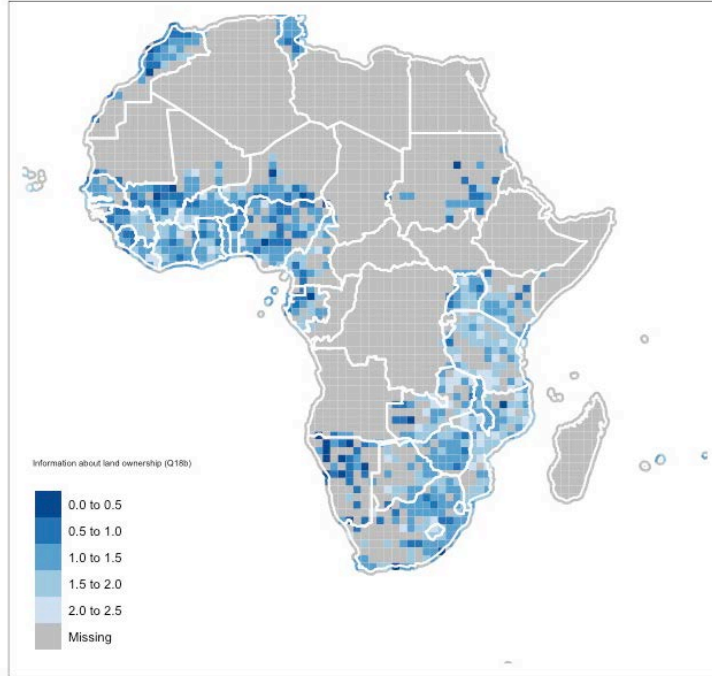 Information about land ownership (Q18b)
0.0 to 0.5
0.5 to 1.0
1.0 to 1.5
1.5 to 2.0
2.0 to 2.5
Missing